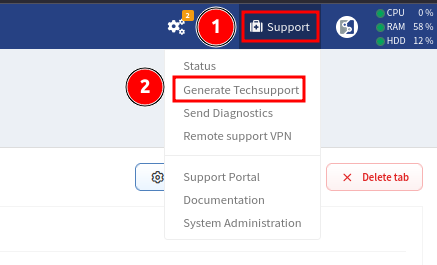 2
1
Support
CPU 0 %
RAM 58 %
HDD 12 %
Status
2
Generate Techsupport
Send Diagnostics
Remote support VPN
Support Portal
Delete tab
Documentation
System Administration